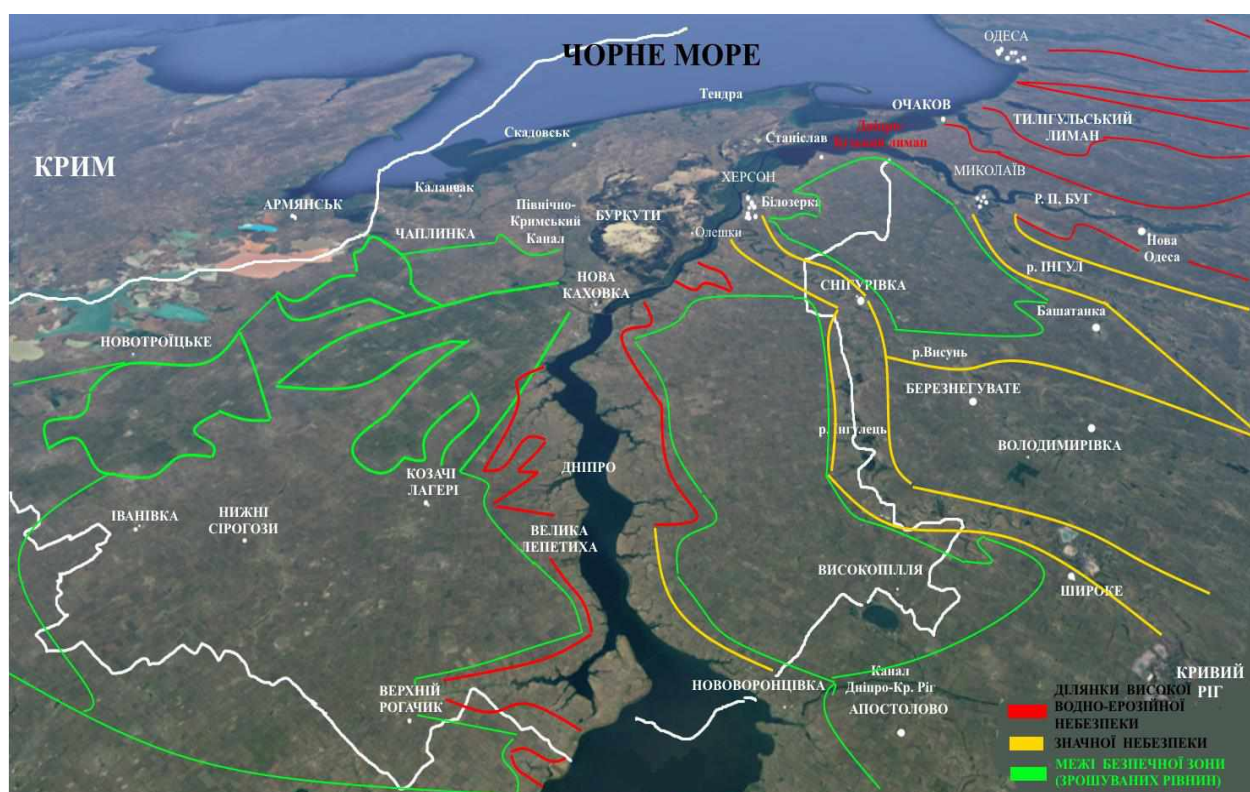 ЧОРНЕ МОРЕ
ОДЕСА
Тендра
ОЧАКОВ
ТИЛІГУЛЬСЬКИЙ
ЛИМАН
Скадовськ
Станіслав
Дніпро-
Бузький лиман
КРИМ
ХЕРСОН
МИКОЛАЇВ
Каланчак
АРМЯНСЬК
Північно-
Кримський
Канал
БУРКУТИ
Білозерка
Р. П, БУГ
ЧАПЛИНКА
Олешки
Нова
Одеса
НОВА
КАХОВКА
р. ІНГУЛ
СНІГУРІВКА
Башатанка
НОВОТРОЇЦЬКЕ
р.Висунь
БЕРЕЗНЕГУВАТЕ
р. Інгулець
ВОЛОДИМИРІВКА
КОЗАЧІ
ЛАГЕРІ
ДНІПРО
ІВАНІВКА
НИЖНІ
СІРОГОЗИ
ВЕЛИКА
ЛЕПЕТИХА
ВИСОКОПІЛЛЯ
ШИРОКЕ
КРИВИЙ
РІГ
НОВОВОРОНЦІВКА
Канал
Дніпро-Кр. Ріг
АПОСТОЛОВО
ВЕРХНІЙ
РОГАЧИК
ДІЛЯНКИ ВИСОКОЇ
ВОДНО-ЕРОЗІЙНОЇ
НЕБЕЗПЕКИ
ЗНАЧНОЇ НЕБЕЗПЕКИ
МЕЖІ БЕЗПЕЧНОЇ ЗОНИ
(ЗРОШУВАНИХ РІВНИН)